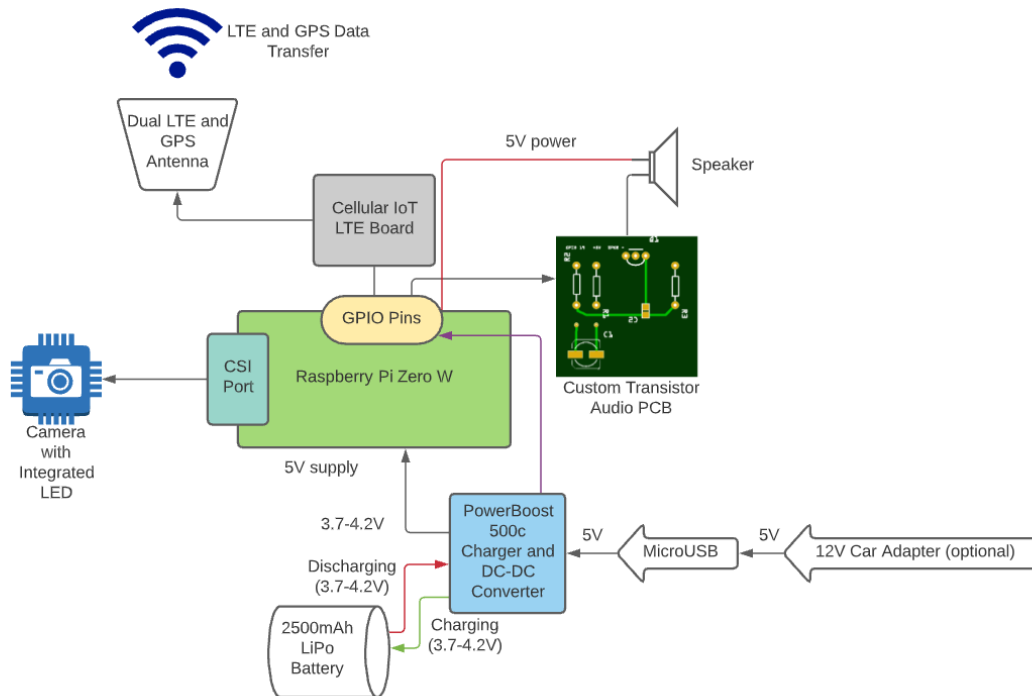 LTE and GPS Data
Transfer
Dual LTE and
GPS
Antenna
5V power
Speaker
Cellular IoT
LTE Board
GPIO Pins
CSI
Port
Raspberry Pi Zero W
C2
R3
C1
Custom Transistor
Audio PCB
Camera
with
Integrated
LED
5V supply
3.7-4.2V
PowerBoost
500c
Charger and
DC-DC
Converter
5V
MicroUSB
5V
12V Car Adapter (optional)
Discharging
(3.7-4.2V)
Charging
(3.7-4.2V)
2500mAh
LiPo
Battery